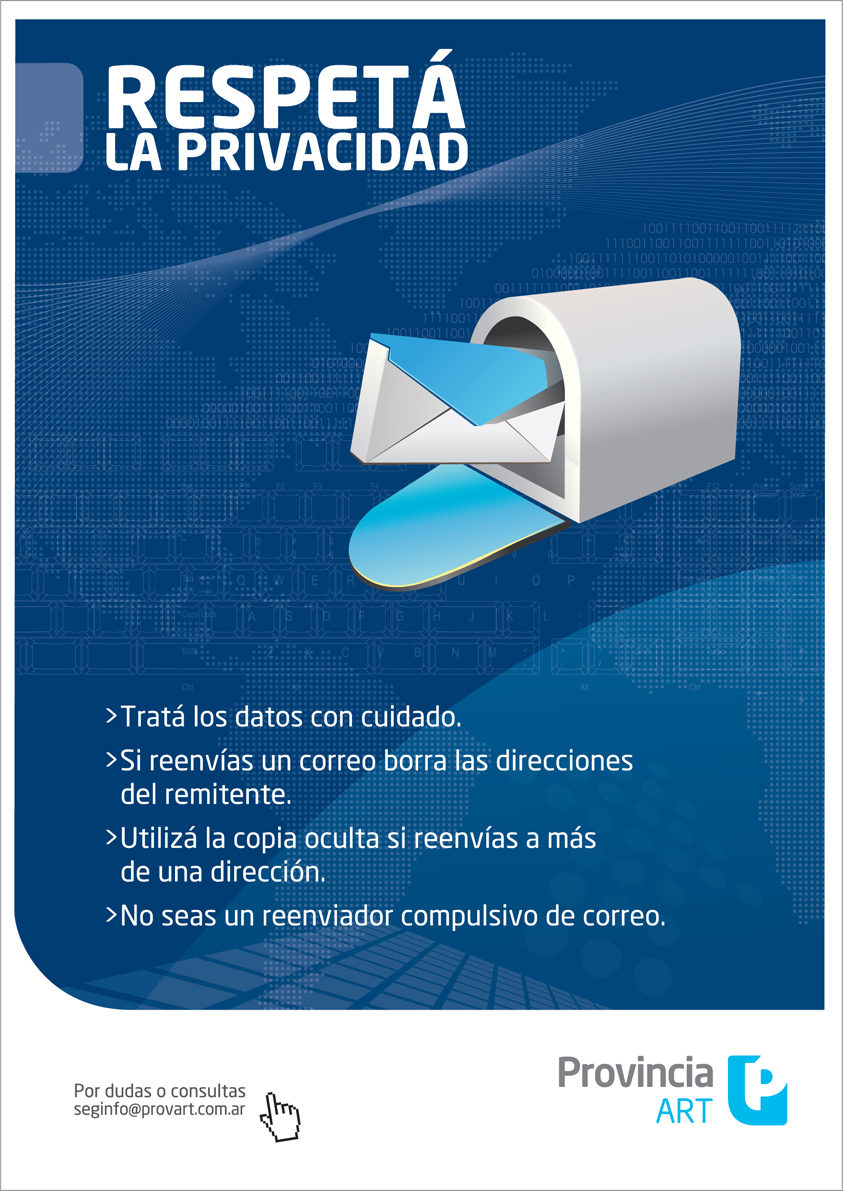 RESPETÁ
LA PRIVACIDAD
>Tratá los datos con cuidado.
>Si reenvías un correo borra las direcciones
del remitente.
>Utilizá la copia oculta si reenvías a más
de una dirección.
>No seas un reenviador compulsivo de correo.
Por dudas o consultas
seginfo@provart.com.ar
Provincia
ART